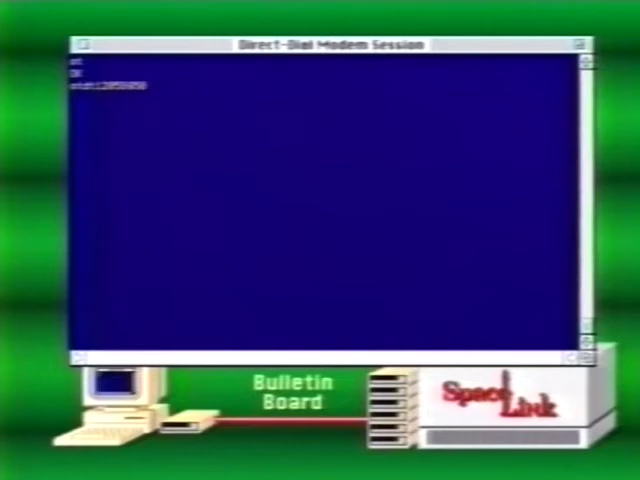 Direct-Dial Modem Session
at
OK
Bulletin
Board
Space
Link